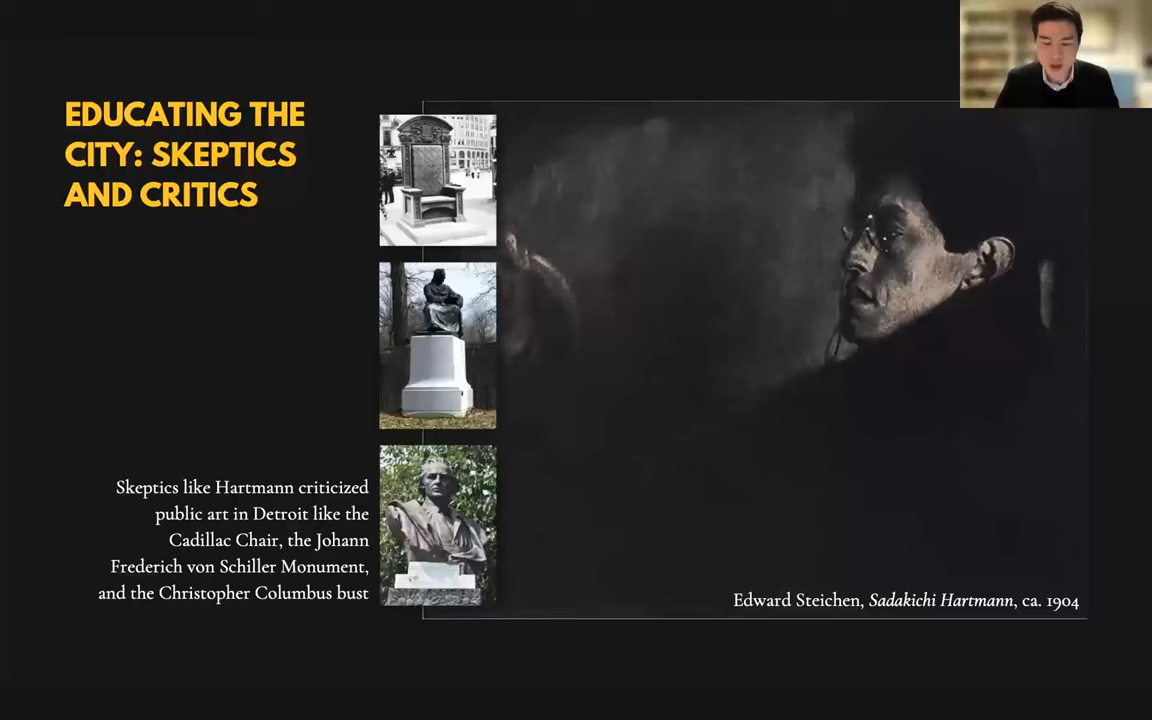 EDUCATING THE
CITY: SKEPTICS
AND CRITICS
Skeptics like Hartmann criticized
public art in Detroit like the
Cadillac Chair, the Johann
Frederich von Schiller Monument,
and the Christopher Columbus bust
Edward Steichen, Sadakichi Hartmann, ca. 1904